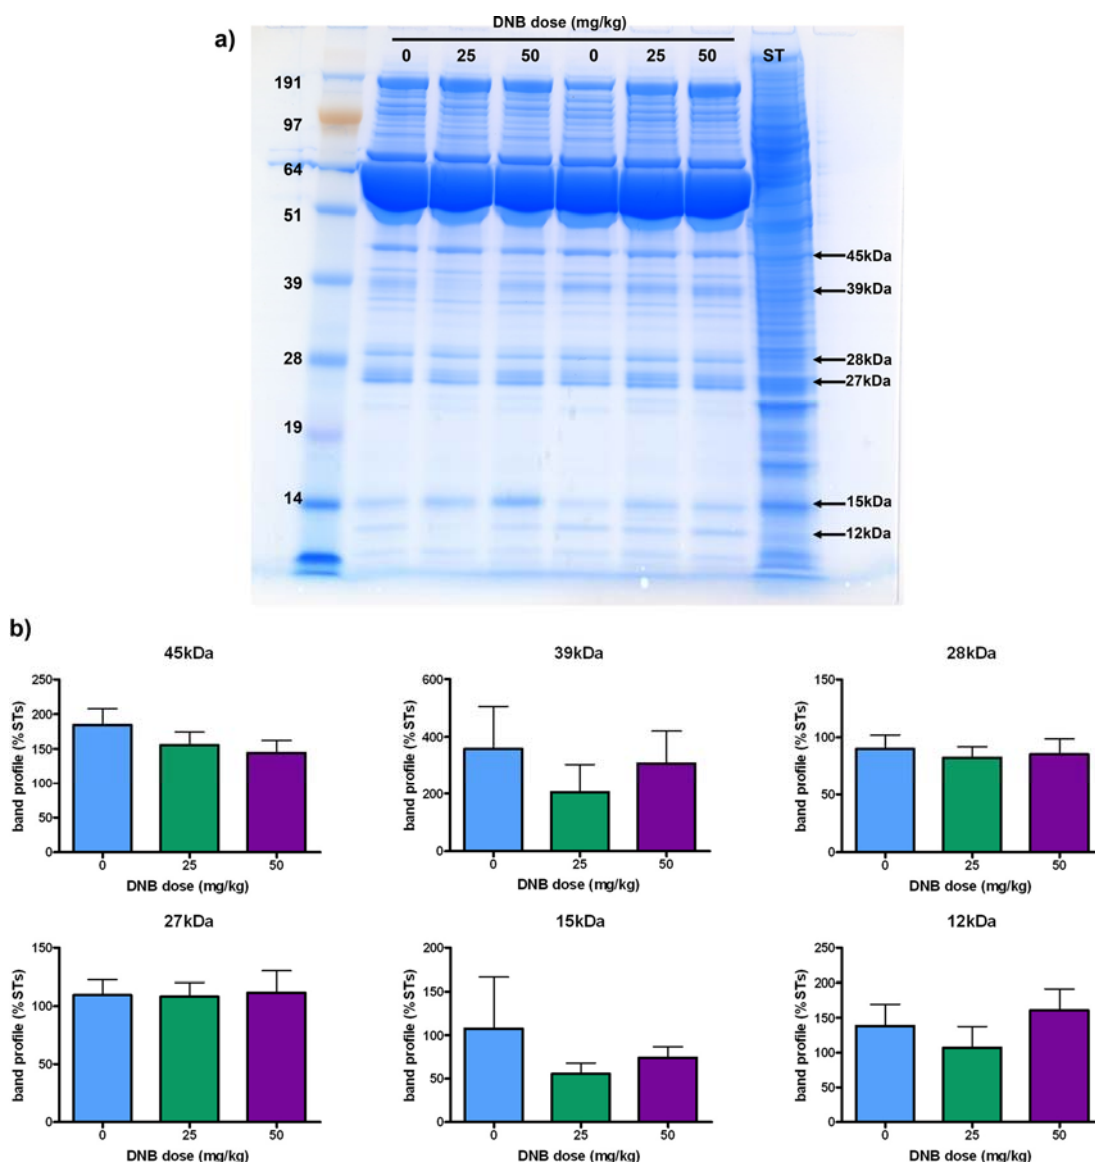 a)
DNB dose (mg/kg)
0 25 50 0 25 50 ST
191
97
64
51
39
28
19
14
45kDa
39kDa
28kDa
27kDa
15kDa
12kDa
b)
45kDa
band profile (% STs)
250
200
150
100
50
0
0 25 50
DNB dose (mg/kg)
39kDa
band profile (% STs)
600
400
200
0
0 25 50
DNB dose (mg/kg)
28kDa
band profile (% STs)
150
100
50
0
0 25 50
DNB dose (mg/kg)
27kDa
band profile (% STs)
150
100
50
0
0 25 50
DNB dose (mg/kg)
15kDa
band profile (% STs)
200
150
100
50
0
0 25 50
DNB dose (mg/kg)
12kDa
band profile (% STs)
250
200
150
100
50
0
0 25 50
DNB dose (mg/kg)